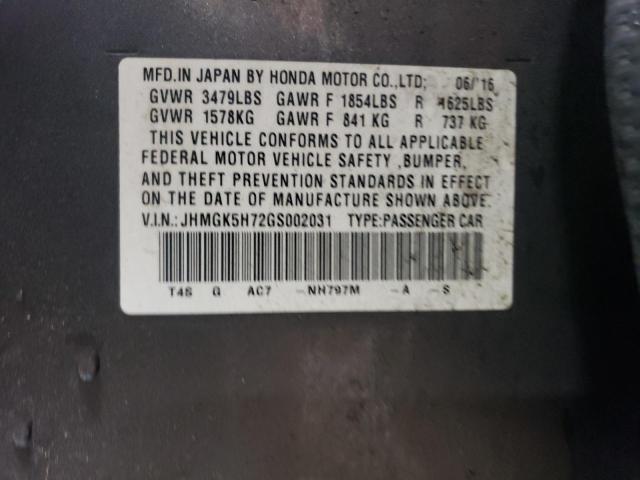 MFD.IN JAPAN BY HONDA MOTOR CO.,LTD; 06/'16
GVWR 3479LBS GAWR F 1854LBS R 1625LBS
GVWR 1578KG GAWR F 841 KG R 737 KG
THIS VEHICLE CONFORMS TO ALL APPLICABLE
FEDERAL MOTOR VEHICLE SAFETY ,BUMPER,
AND THEFT PREVENTION STANDARDS IN EFFECT
ON THE DATE OF MANUFACTURE SHOWN ABOVE.
V.I.N.:JHMGK5H72GS002031 TYPE:PASSENGER CAR
T4S G AC7 -NH797M -A -S